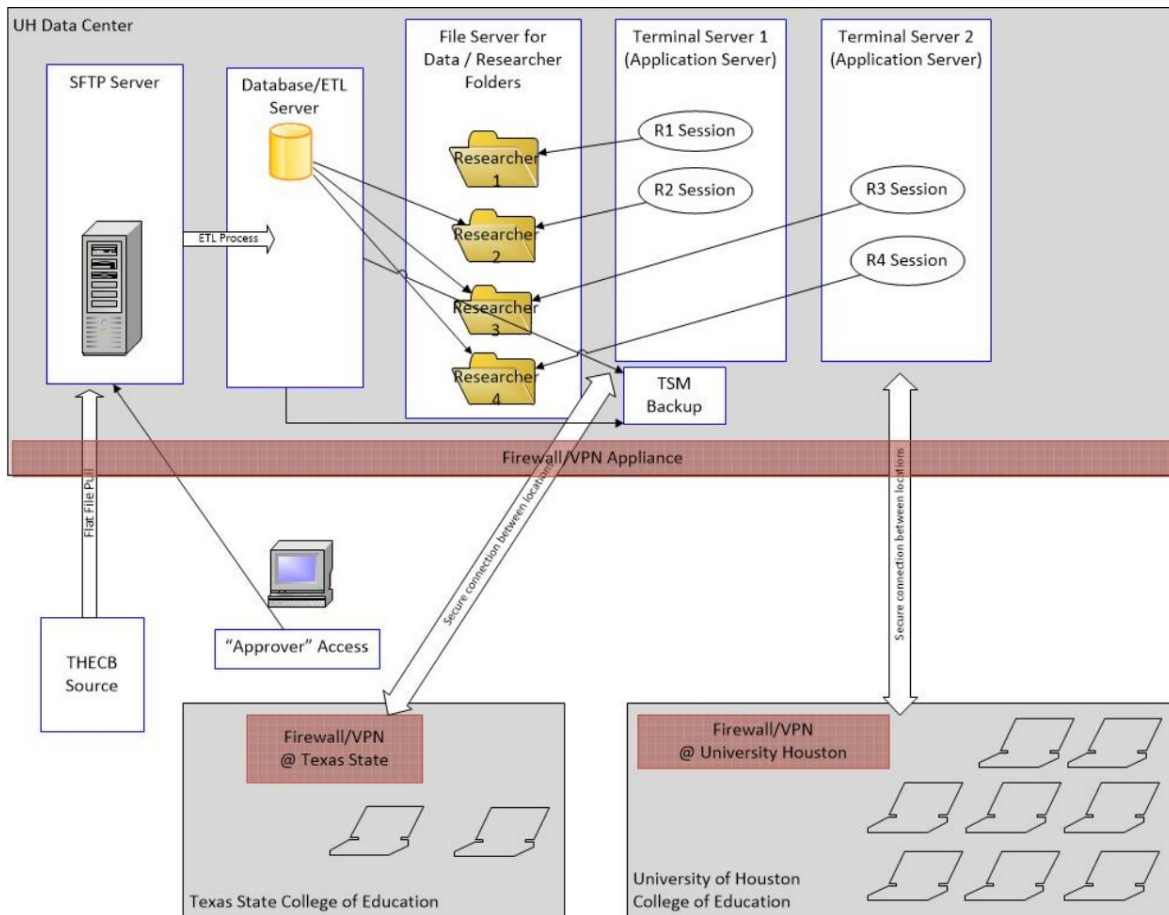 UH Data Center
SFTP Server
Database/ETL
Server
File Server for
Data / Researcher
Folders
Terminal Server 1
(Application Server)
Terminal Server 2
(Application Server)
Researcher
1
Researcher
2
Researcher
3
Researcher
4
R1 Session
R2 Session
R3 Session
R4 Session
ETL Process
TSM
Backup
Firewall/VPN Appliance
Flat File Pull
Secure connection between locations
Secure connection between locations
"Approver" Access
THECB
Source
Firewall/VPN
@ Texas State
Texas State College of Education
Firewall/VPN
@ University Houston
University of Houston
College of Education